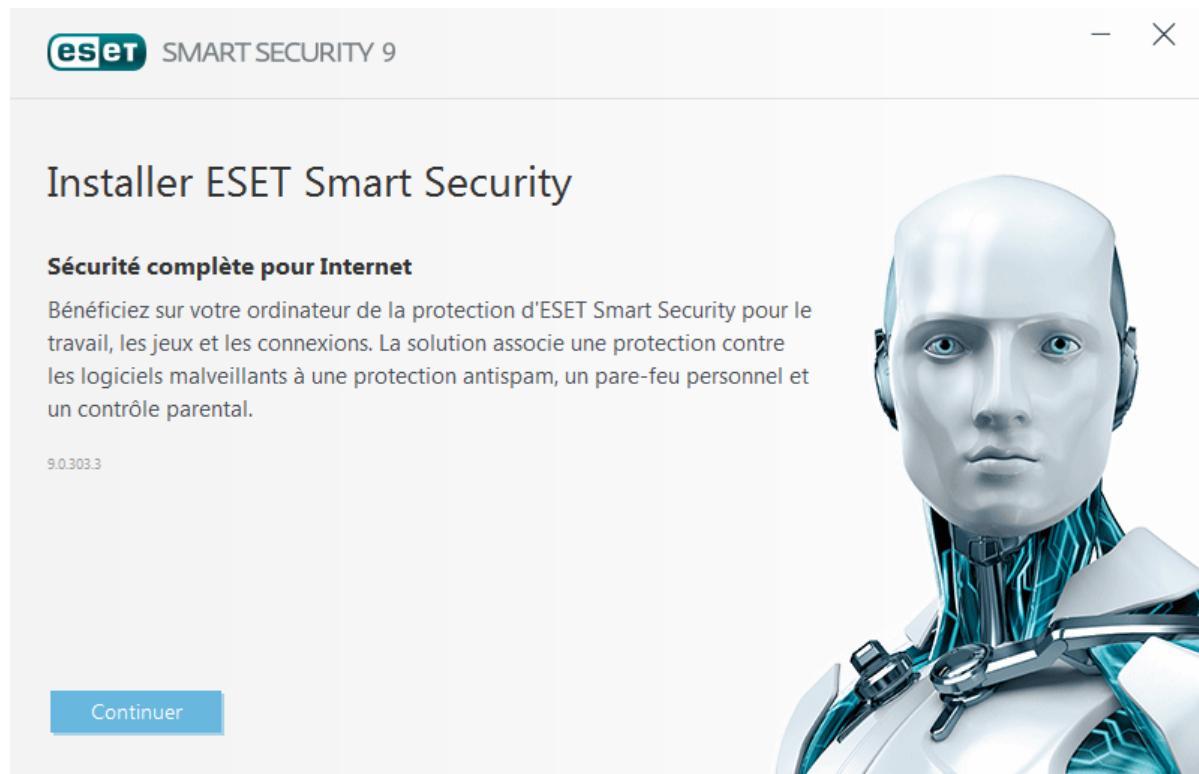 eset SMART SECURITY 9
Installer ESET Smart Security
Sécurité complète pour Internet
Bénéficiez sur votre ordinateur de la protection d'ESET Smart Security pour le
travail, les jeux et les connexions. La solution associe une protection contre
les logiciels malveillants à une protection antispam, un pare-feu personnel et
un contrôle parental.
9.0.303.3
Continuer